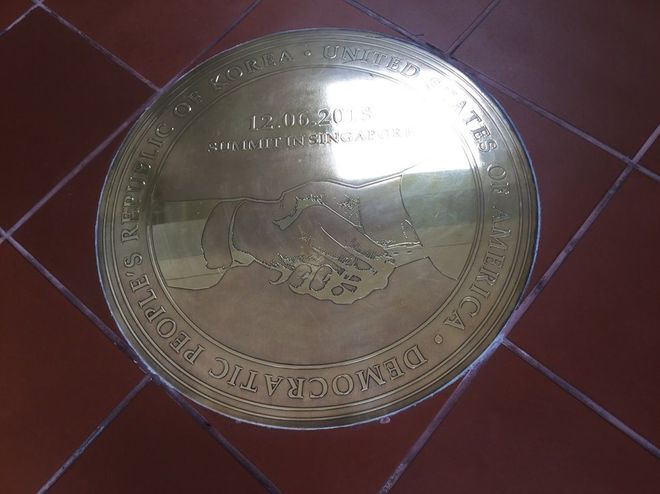 DEMOCRATIC PEOPLE'S REPUBLIC OF KOREA · UNITED STATES OF AMERICA ·
12.06.2018
SUMMIT IN SINGAPORE